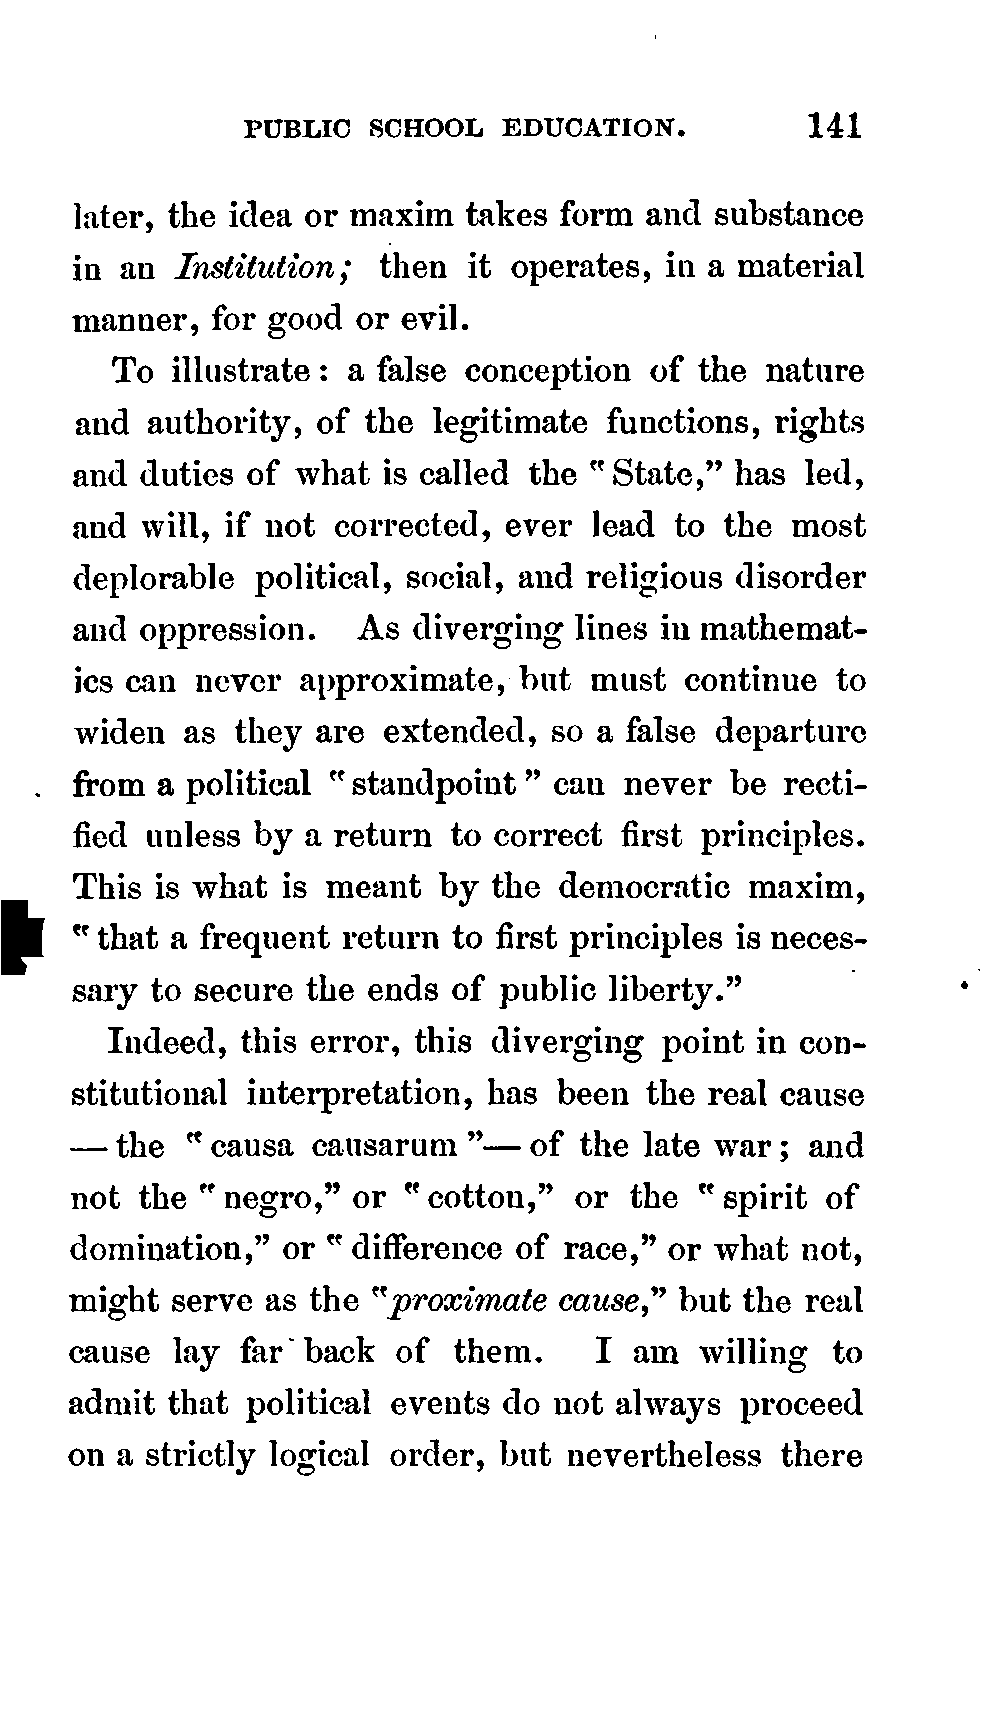 PUBLIC SCHOOL EDUCATION. 141
later, the idea or maxim takes form and substance
in an Institution; then it operates, in a material
manner, for good or evil.
To illustrate: a false conception of the nature
and authority, of the legitimate functions, rights
and duties of what is called the "State," has led,
and will, if not corrected, ever lead to the most
deplorable political, social, and religious disorder
and oppression. As diverging lines in mathemat-
ics can never approximate, but must continue to
widen as they are extended, so a false departure
from a political "standpoint" can never be recti-
fied unless by a return to correct first principles.
This is what is meant by the democratic maxim,
"that a frequent return to first principles is neces-
sary to secure the ends of public liberty."
Indeed, this error, this diverging point in con-
stitutional interpretation, has been the real cause
— the "causa causarum"— of the late war; and
not the "negro," or "cotton," or the "spirit of
domination," or "difference of race," or what not,
might serve as the "proximate cause," but the real
cause lay far back of them. I am willing to
admit that political events do not always proceed
on a strictly logical order, but nevertheless there